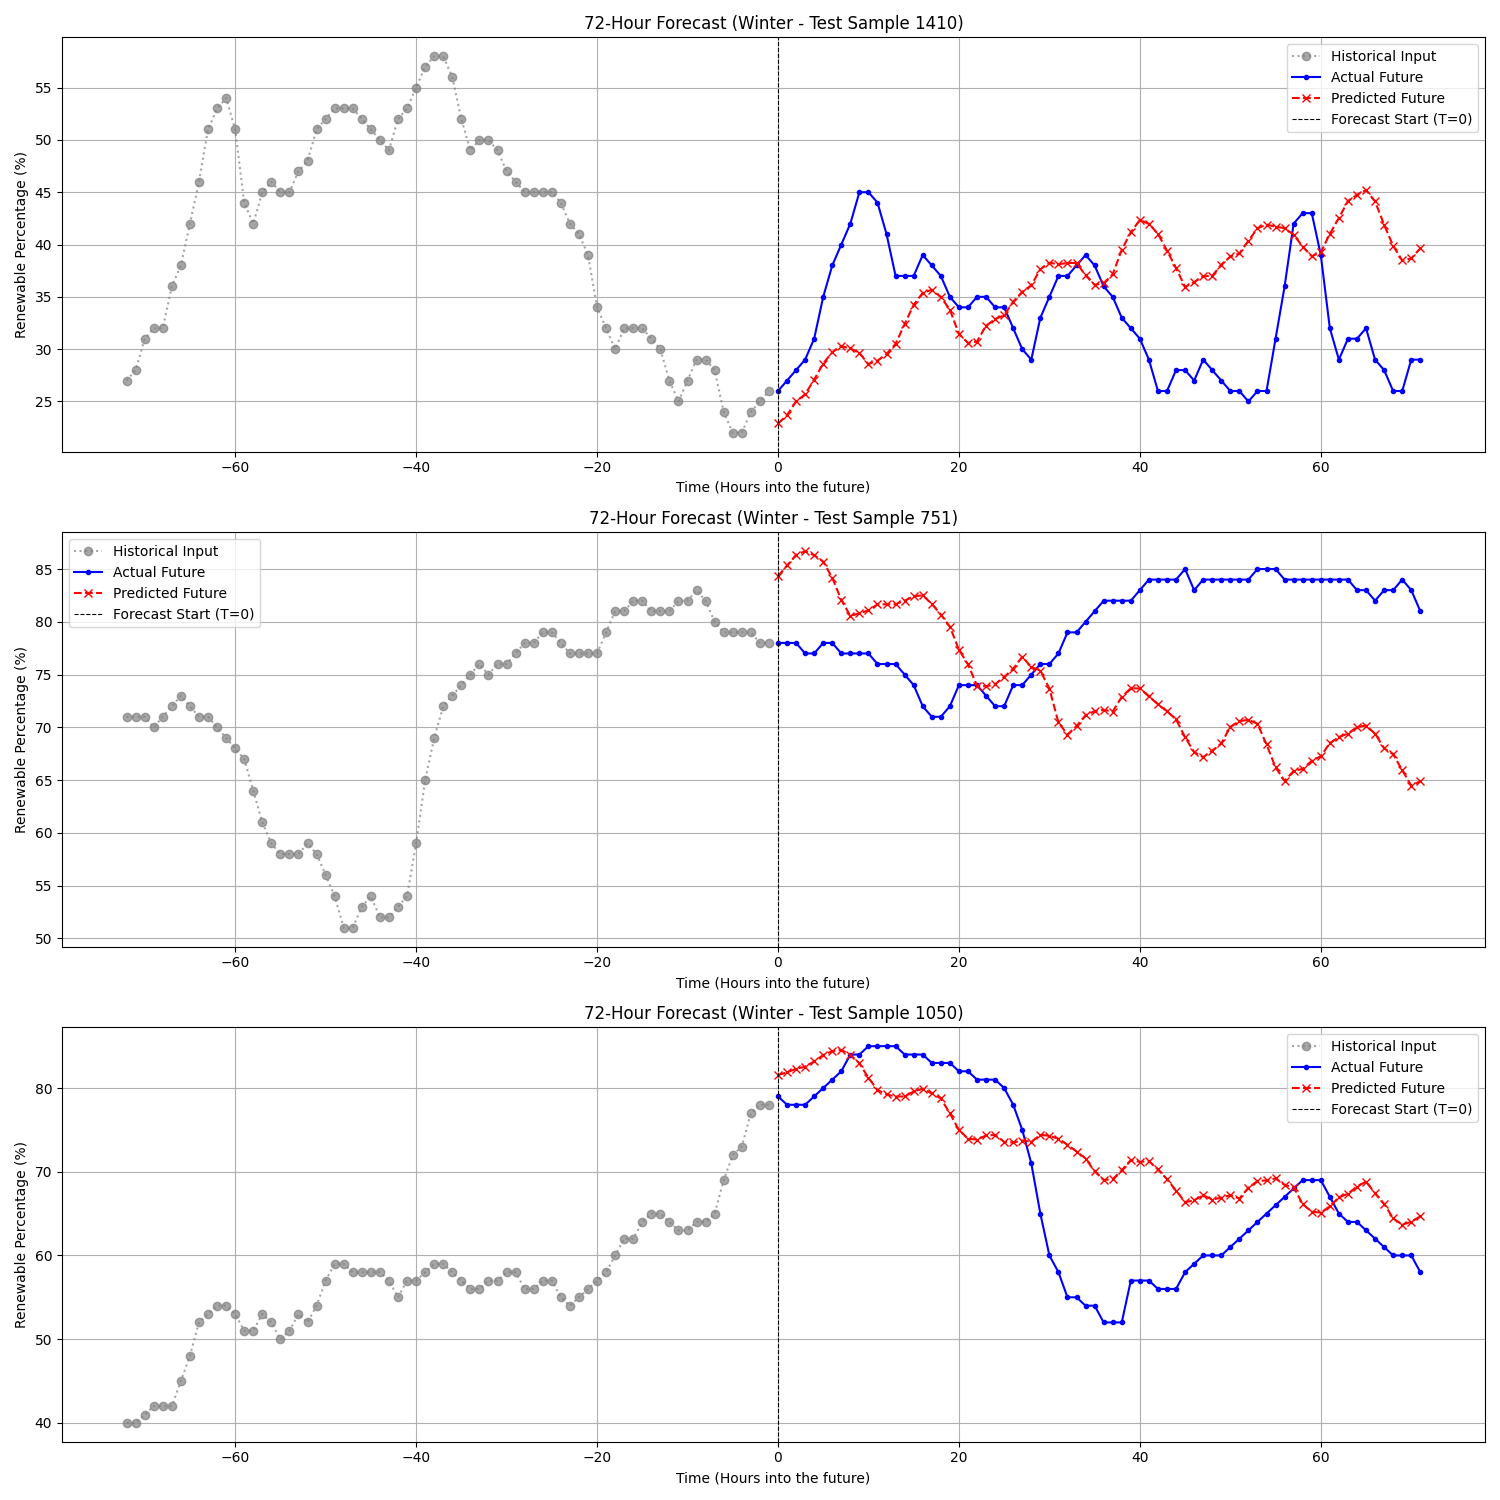 72-Hour Forecast (Winter - Test Sample 1410)
Renewable Percentage (%)
55
50
45
40
35
30
25
Historical Input
Actual Future
Predicted Future
Forecast Start (T=0)
−60 −40 −20 0 20 40 60
Time (Hours into the future)
72-Hour Forecast (Winter - Test Sample 751)
Renewable Percentage (%)
85
80
75
70
65
60
55
50
Historical Input
Actual Future
Predicted Future
Forecast Start (T=0)
−60 −40 −20 0 20 40 60
Time (Hours into the future)
72-Hour Forecast (Winter - Test Sample 1050)
Renewable Percentage (%)
80
70
60
50
40
Historical Input
Actual Future
Predicted Future
Forecast Start (T=0)
−60 −40 −20 0 20 40 60
Time (Hours into the future)